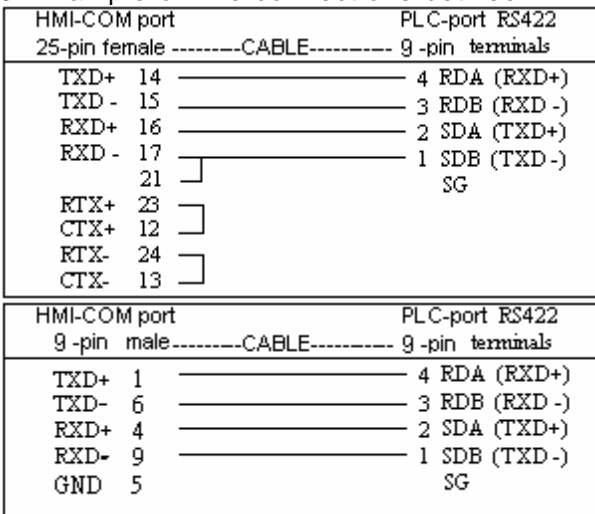 HMI-COM port PLC-port RS422
25-pin female ---------CABLE----------- 9 -pin terminals
TXD+ 14 4 RDA (RXD+)
TXD - 15 3 RDB (RXD -)
RXD+ 16 2 SDA (TXD+)
RXD - 17 1 SDB (TXD -)
21 SG
RTX+ 23
CTX+ 12
RTX- 24
CTX- 13
HMI-COM port PLC-port RS422
9 -pin male---------CABLE----------- 9 -pin terminals
TXD+ 1 4 RDA (RXD+)
TXD- 6 3 RDB (RXD -)
RXD+ 4 2 SDA (TXD+)
RXD- 9 1 SDB (TXD -)
GND 5 SG